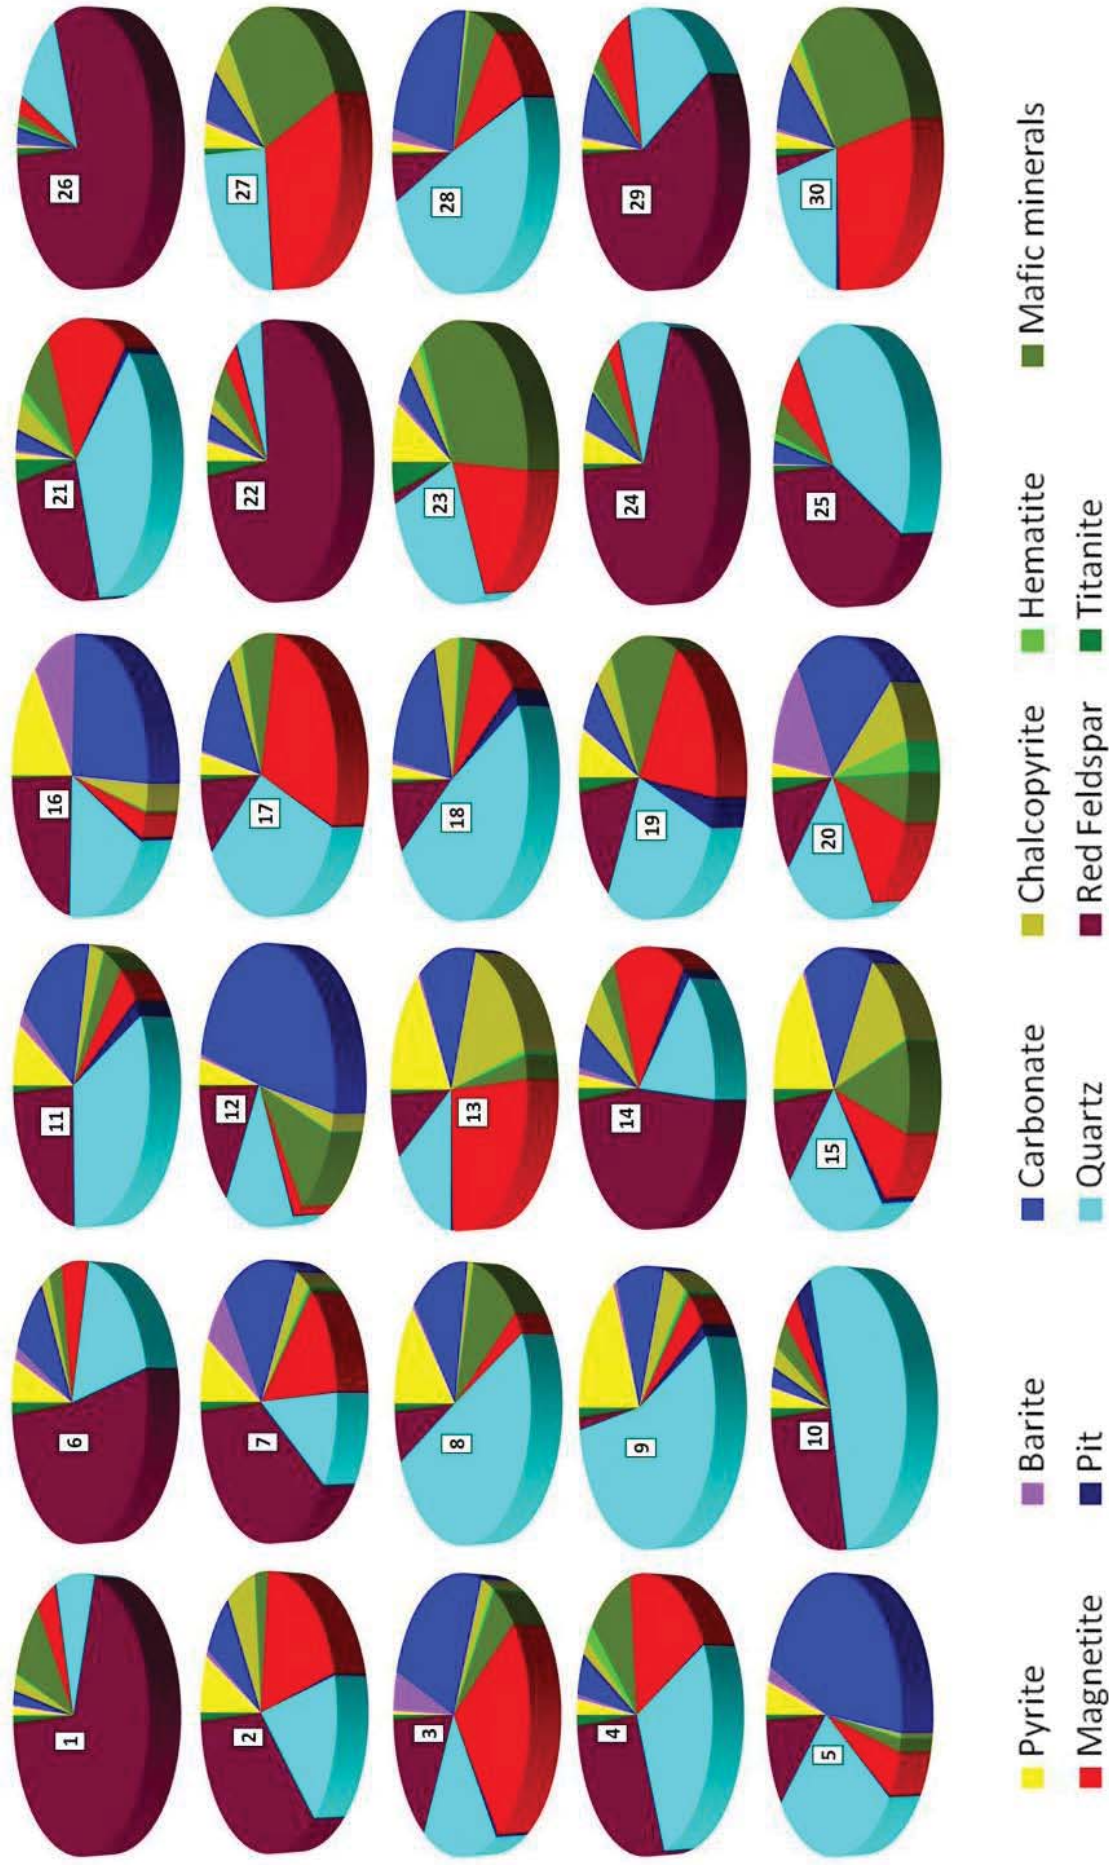 1 6 11 16 21 26
2 7 12 17 22 27
3 8 13 18 23 28
4 9 14 19 24 29
5 10 15 20 25 30
Pyrite Barite Carbonate Chalcopyrite Hematite Mafic minerals
Magnetite Pit Quartz Red Feldspar Titanite